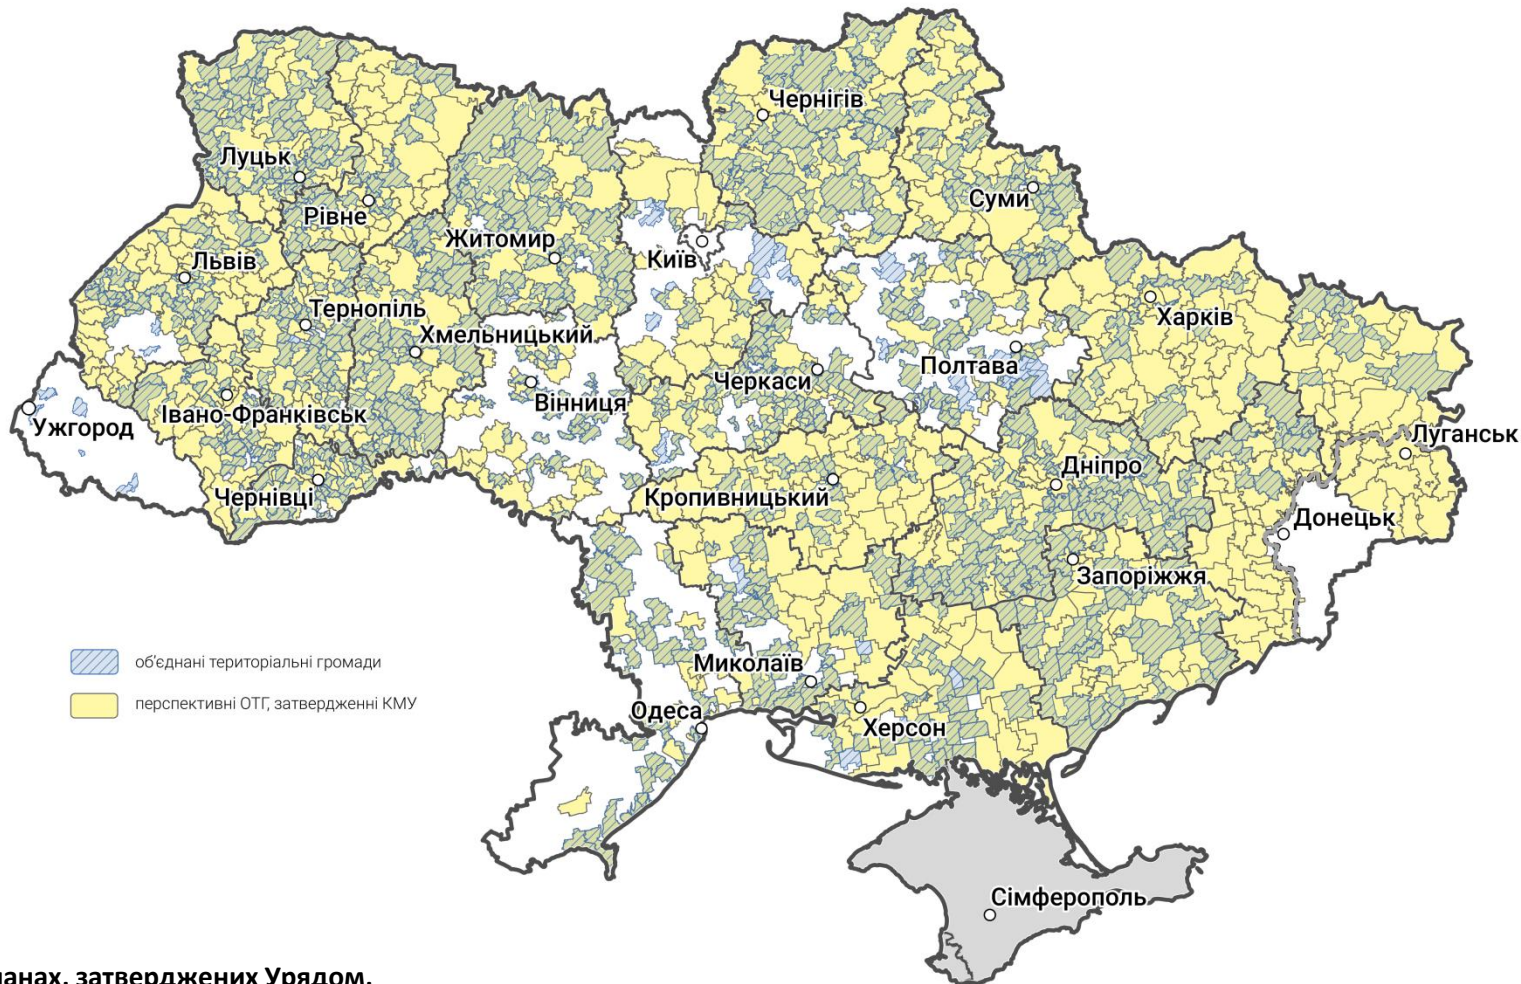 Чернігів
Луцьк
Суми
Рівне
Житомир
Київ
Львів
Тернопіль
Харків
Хмельницький
Полтава
Черкаси
Вінниця
Івано-Франківськ
Ужгород
Луганськ
Дніпро
Чернівці
Кропивницький
Донецьк
Запоріжжя
об'єднані територіальні громади
Миколаїв
перспективні ОТГ, затвердженні КМУ
Одеса
Херсон
Сімферополь
затверджених Урядом,